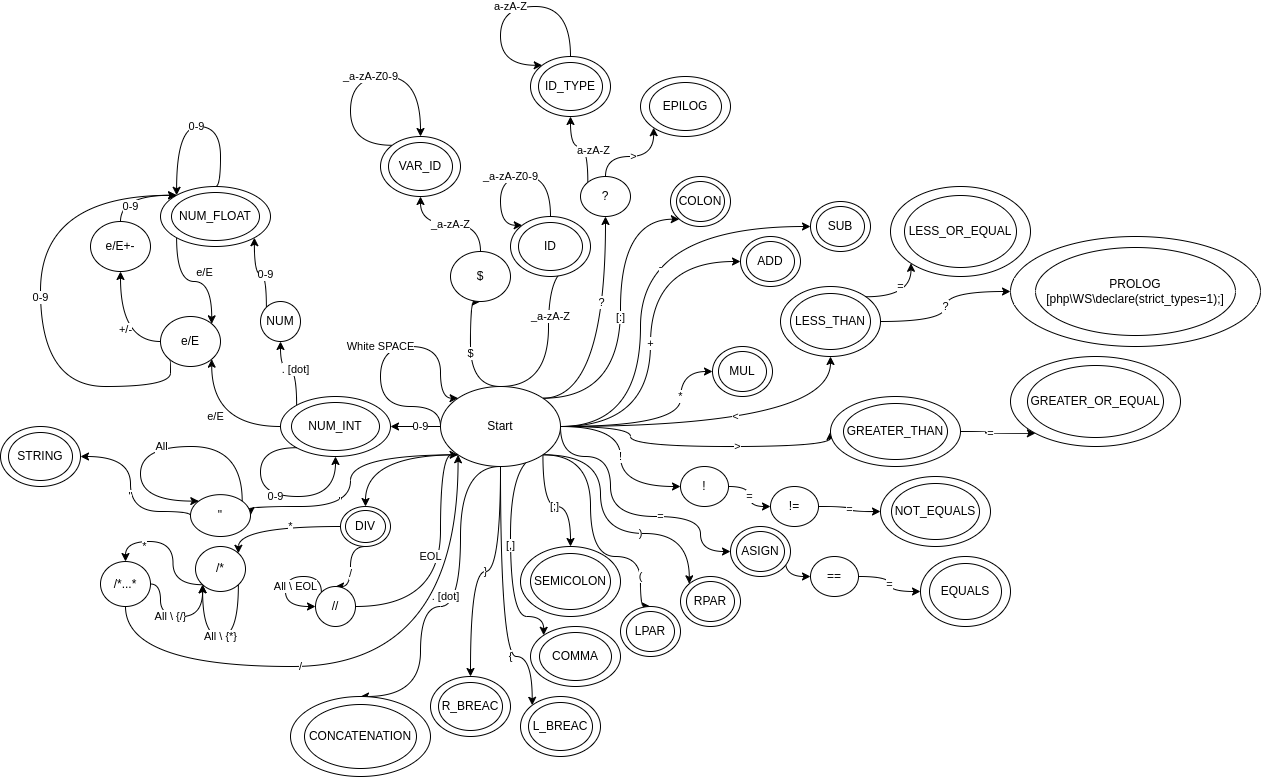 a-zA-Z
ID_TYPE
_a-zA-Z0-9
EPILOG
0-9
a-zA-Z
>
VAR_ID
_a-zA-Z0-9
?
COLON
0-9
NUM_FLOAT
_a-zA-Z
ID
SUB
LESS_OR_EQUAL
e/E+-
$
ADD
-
e/E
0-9
PROLOG
[php\WS\declare(strict_types=1);]
=
0-9
?
?
[:]
_a-zA-Z
LESS_THAN
NUM
+/-
e/E
White SPACE
$
+
. [dot]
MUL
*
GREATER_OR_EQUAL
e/E
NUM_INT
0-9
Start
<
GREATER_THAN
=
>
All
STRING
!
"
0-9
"
"
!
=
!=
=
NOT_EQUALS
[;]
=
*
DIV
)
ASIGN
*
/*
[,]
EOL
/*...*
/
SEMICOLON
(
==
=
EQUALS
All \ EOL
//
}
RPAR
. [dot]
All \ {/}
All \ {*}
LPAR
/
{
COMMA
R_BREAC
L_BREAC
CONCATENATION